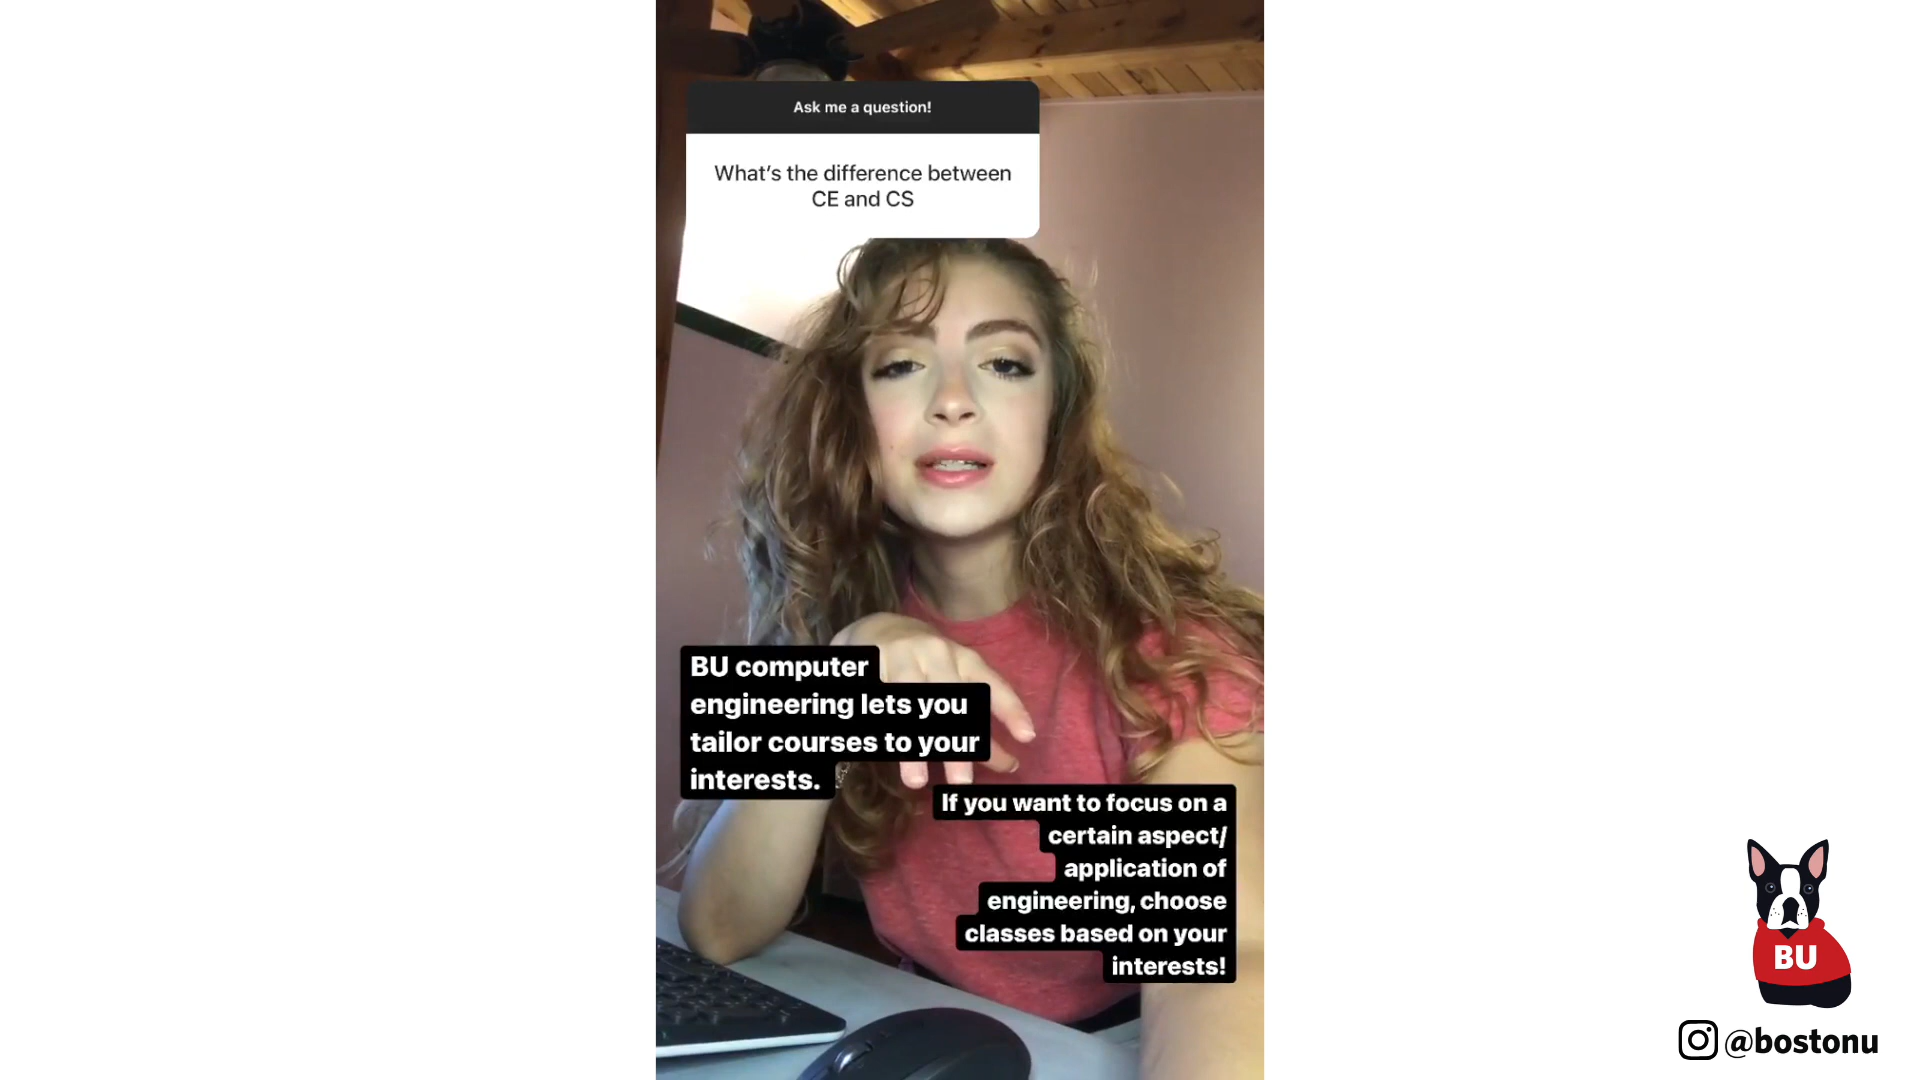 Ask me a question!
What's the difference between
CE and CS
BU computer
engineering lets you
tailor courses to your
interests.
If you want to focus on a
certain aspect/
application of
engineering, choose
classes based on your
interests!
BU
@bostonu